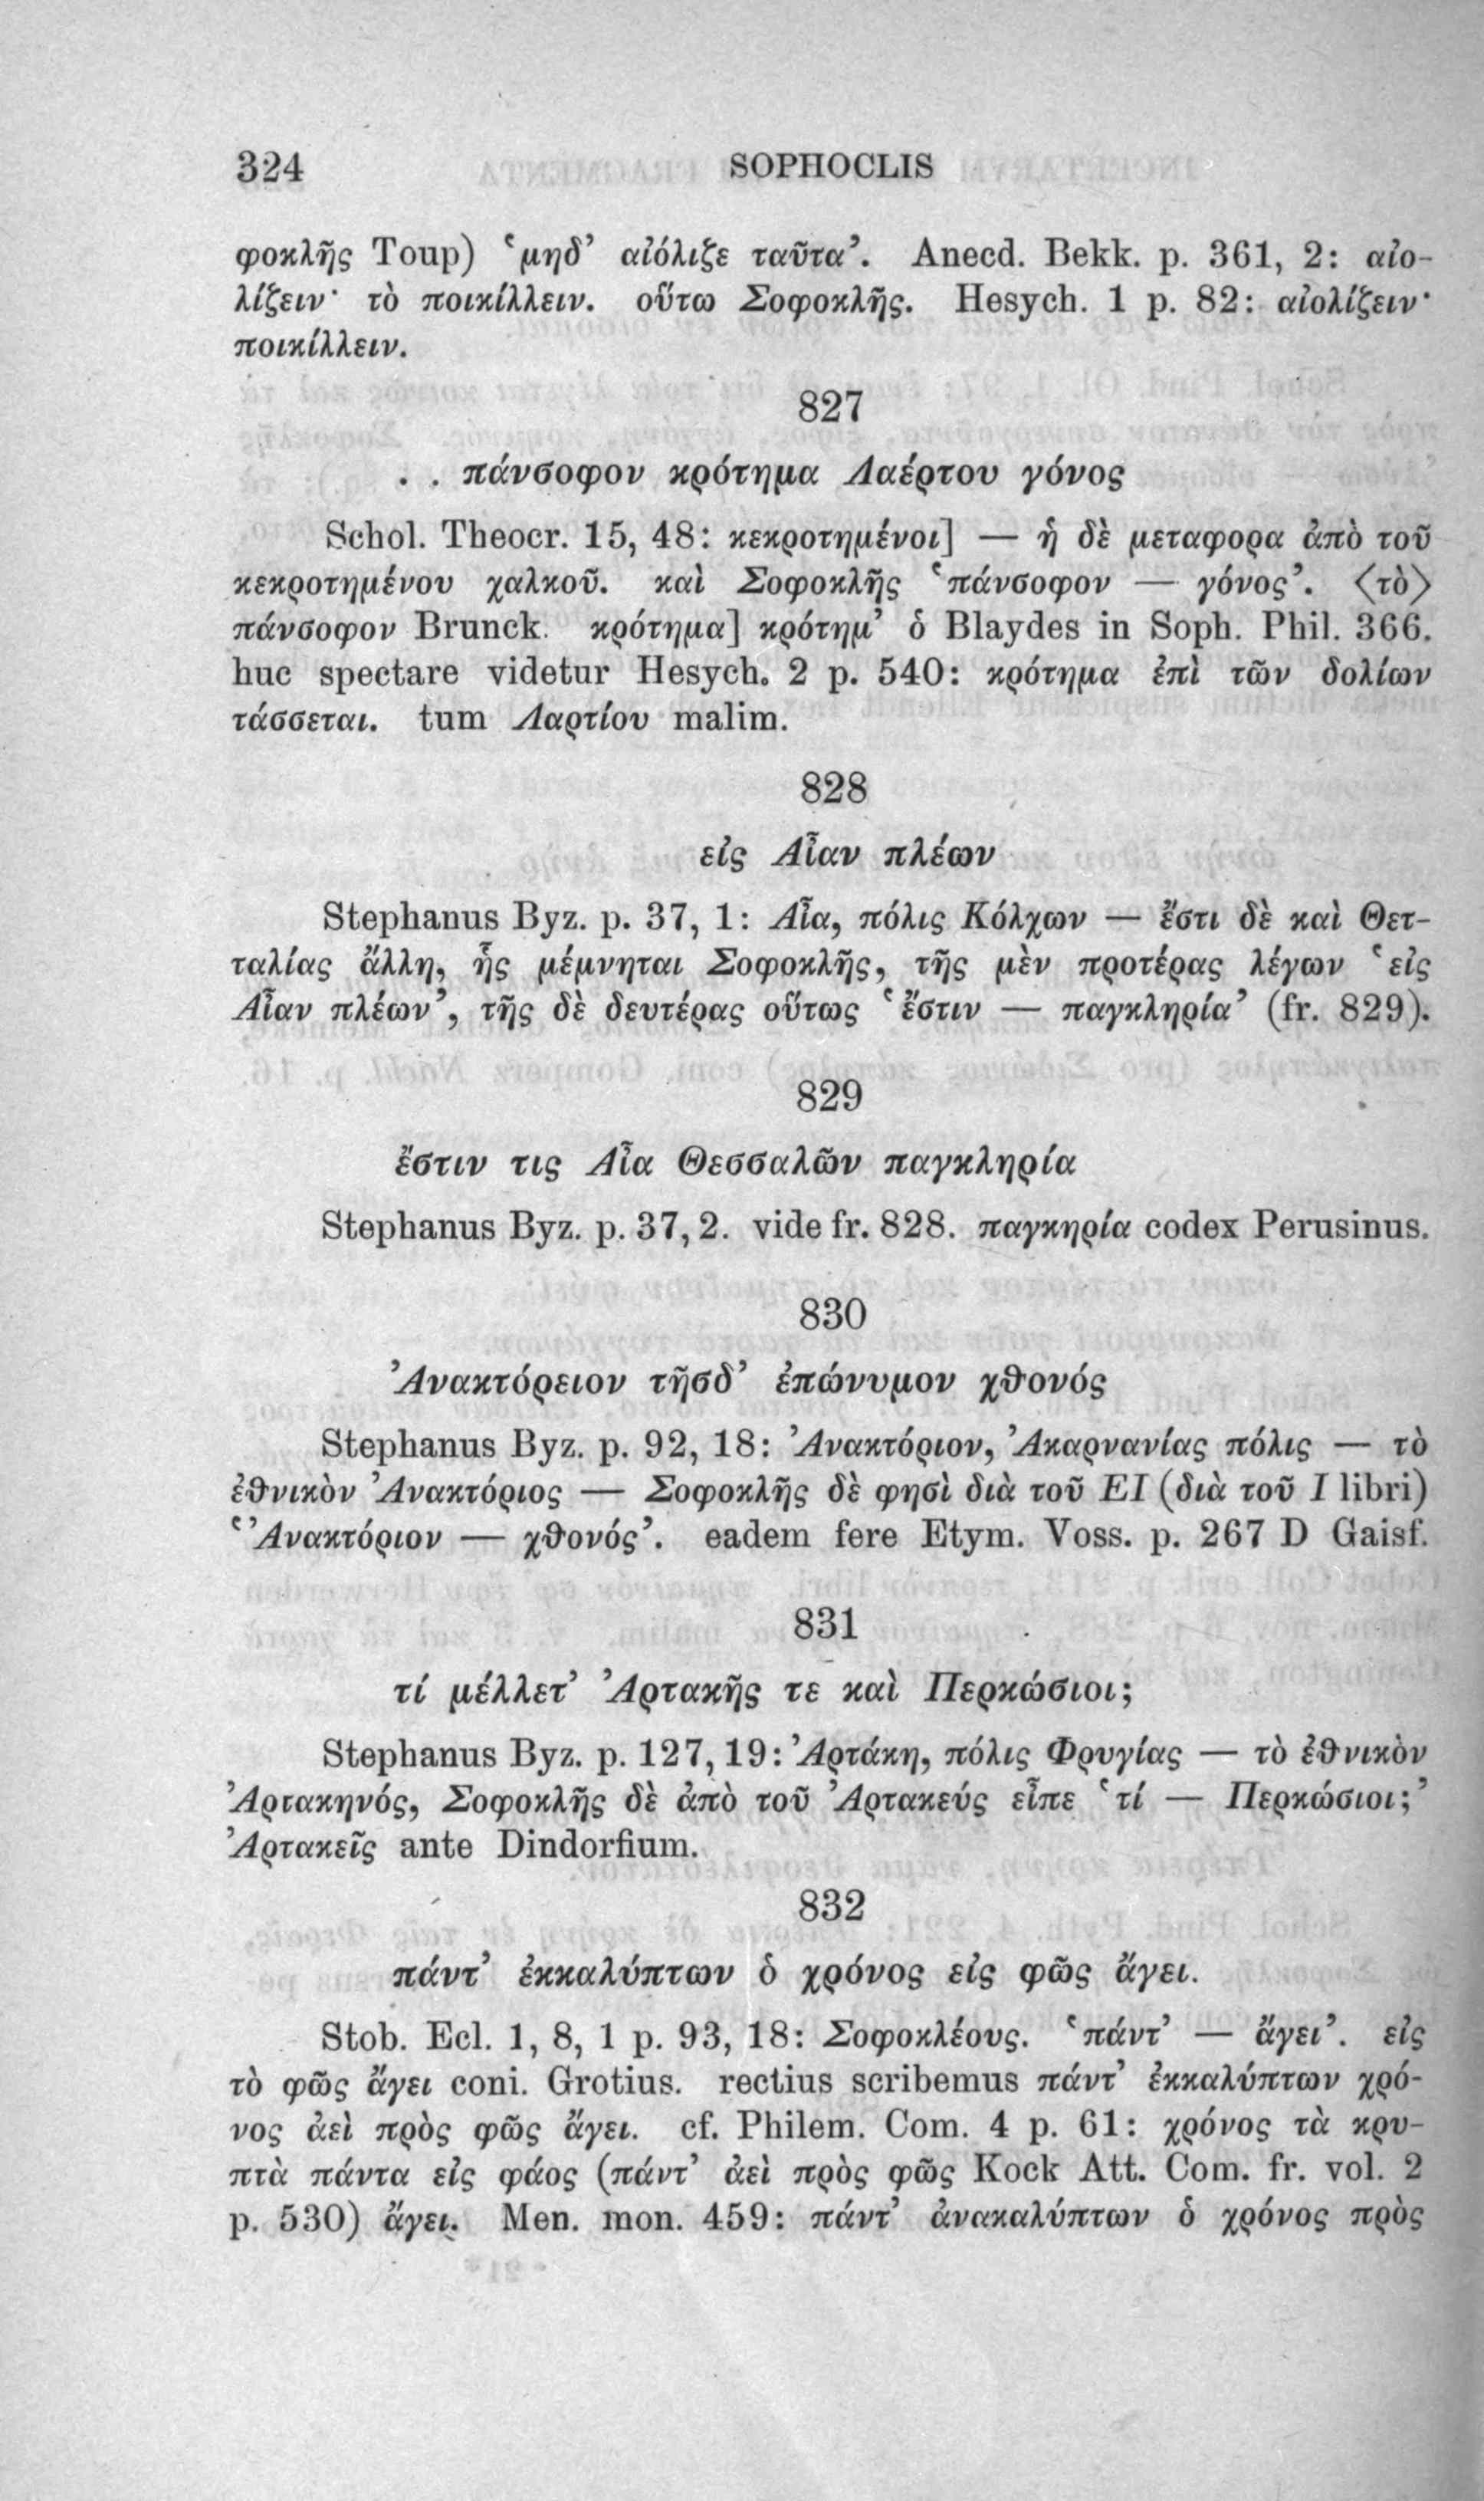 324 SOPHOCLIS
φοκλῆς Toup) ‘μηδ’ αἰόλιζε ταῦτα’. Anecd. Bekk. p. 361, 2: αἰο-
λίζειν· τὸ ποικίλλειν. οὕτω Σοφοκλῆς. Hesych. 1 p. 82: αἰολίζειν·
ποικίλλειν.
827
. . πάνσοφον κρότημα Λαέρτου γόνος
Schol. Theocr. 15, 48: κεκροτημένοι] — ἡ δὲ μεταφορα ἀπὸ τοῦ
κεκροτημένου χαλκοῦ. καὶ Σοφοκλῆς ‘πάνσοφον — γόνος’. ⟨τὸ⟩
πάνσοφον Brunck. κρότημα] κρότημ’ ὁ Blaydes in Soph. Phil. 366.
huc spectare videtur Hesych. 2 p. 540: κρότημα ἐπὶ τῶν δολίων
τάσσεται. tum Λαρτίου malim.
828
εἰς Αἶαν πλέων
Stephanus Byz. p. 37, 1: Αἶα, πόλις Κόλχων — ἔστι δὲ καὶ Θετ-
ταλίας ἄλλη, ἧς μέμνηται Σοφοκλῆς, τῆς μὲν προτέρας λέγων ‘εἰς
Αἶαν πλέων’, τῆς δὲ δευτέρας οὕτως ‘ἔστιν — παγκληρία’ (fr. 829).
829
ἔστιν τις Αἶα Θεσσαλῶν παγκληρία
Stephanus Byz. p. 37, 2. vide fr. 828. παγκηρία codex Perusinus.
830
Ἀνακτόρειον τῆσδ’ ἐπώνυμον χθονός
Stephanus Byz. p. 92, 18: Ἀνακτόριον, Ἀκαρνανίας πόλις — τὸ
ἐθνικὸν Ἀνακτόριος — Σοφοκλῆς δὲ φησὶ διὰ τοῦ ΕΙ (διὰ τοῦ Ι libri)
‘Ἀνακτόριον — χθονός’. eadem fere Etym. Voss. p. 267 D Gaisf.
831
τί μέλλετ’ Ἀρτακῆς τε καὶ Περκώσιοι;
Stephanus Byz. p. 127, 19: Ἀρτάκη, πόλις Φρυγίας — τὸ ἐθνικὸν
Ἀρτακηνός, Σοφοκλῆς δὲ ἀπὸ τοῦ Ἀρτακεύς εἶπε ‘τί — Περκώσιοι;’
Ἀρτακεῖς ante Dindorfium.
832
πάντ’ ἐκκαλύπτων ὁ χρόνος εἰς φῶς ἄγει.
Stob. Ecl. 1, 8, 1 p. 93, 18: Σοφοκλέους. ‘πάντ’ — ἄγει’. εἰς
τὸ φῶς ἄγει coni. Grotius. rectius scribemus πάντ’ ἐκκαλύπτων χρό-
νος ἀεὶ πρὸς φῶς ἄγει. cf. Philem. Com. 4 p. 61: χρόνος τὰ κρυ-
πτὰ πάντα εἰς φάος (πάντ’ ἀεὶ πρὸς φῶς Kock Att. Com. fr. vol. 2
p. 530) ἄγει. Men. mon. 459: πάντ’ ἀνακαλύπτων ὁ χρόνος πρὸς